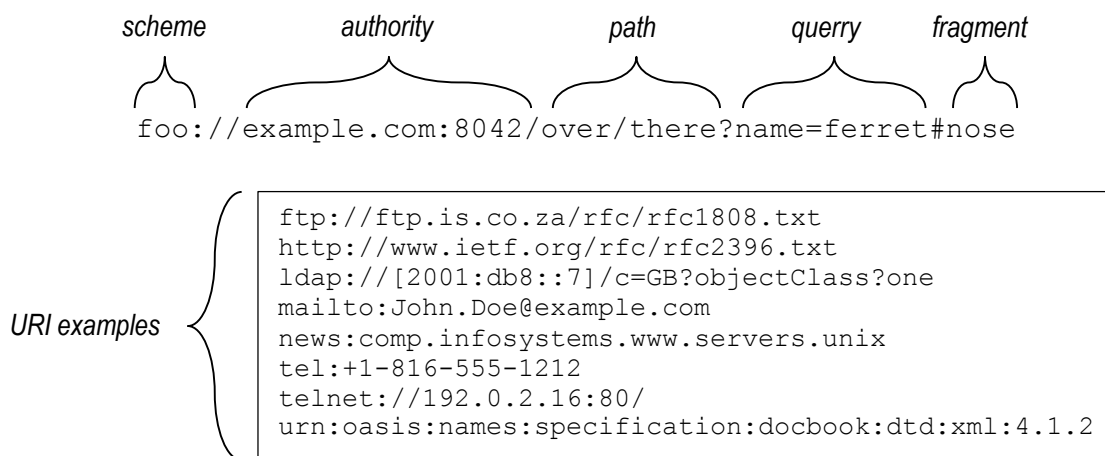 scheme authority path querry fragment
foo://example.com:8042/over/there?name=ferret#nose
URI examples
ftp://ftp.is.co.za/rfc/rfc1808.txt
http://www.ietf.org/rfc/rfc2396.txt
ldap://[2001:db8::7]/c=GB?objectClass?one
mailto:John.Doe@example.com
news:comp.infosystems.www.servers.unix
tel:+1-816-555-1212
telnet://192.0.2.16:80/
urn:oasis:names:specification:docbook:dtd:xml:4.1.2